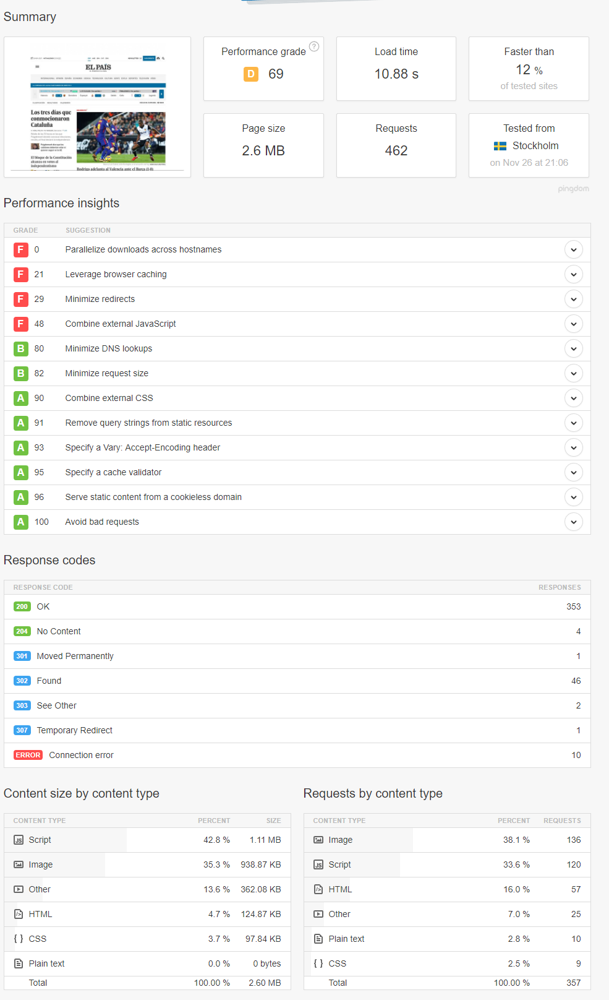 Summary
EL PAÍS
Los tres días que
conmocionaron
Cataluña
El bloque de la Constitución
alcanza en votos al
independentismo
Rodrigo adelanta al Valencia ante el Barça (1-0)
Performance grade ?
D 69
Load time
10.88 s
Faster than
12 %
of tested sites
Page size
2.6 MB
Requests
462
Tested from
Stockholm
on Nov 26 at 21:06
pingdom
Performance insights
GRADE SUGGESTION
F 0 Parallelize downloads across hostnames
F 21 Leverage browser caching
F 29 Minimize redirects
F 48 Combine external JavaScript
B 80 Minimize DNS lookups
B 82 Minimize request size
A 90 Combine external CSS
A 91 Remove query strings from static resources
A 93 Specify a Vary: Accept-Encoding header
A 95 Specify a cache validator
A 96 Serve static content from a cookieless domain
A 100 Avoid bad requests
Response codes
RESPONSE CODE RESPONSES
200 OK 353
204 No Content 4
301 Moved Permanently 1
302 Found 46
303 See Other 2
307 Temporary Redirect 1
ERROR Connection error 10
Content size by content type
CONTENT TYPE PERCENT SIZE
JS Script 42.8 % 1.11 MB
Image 35.3 % 938.87 KB
Other 13.6 % 362.08 KB
HTML 4.7 % 124.87 KB
{ } CSS 3.7 % 97.84 KB
Plain text 0.0 % 0 bytes
Total 100.00 % 2.60 MB
Requests by content type
CONTENT TYPE PERCENT REQUESTS
Image 38.1 % 136
JS Script 33.6 % 120
HTML 16.0 % 57
Other 7.0 % 25
Plain text 2.8 % 10
{ } CSS 2.5 % 9
Total 100.00 % 357